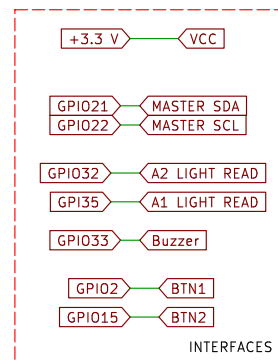 +3.3 V VCC
GPIO21 MASTER SDA
GPIO22 MASTER SCL
GPIO32 A2 LIGHT READ
GPI35 A1 LIGHT READ
GPIO33 Buzzer
GPIO2 BTN1
GPIO15 BTN2
INTERFACES